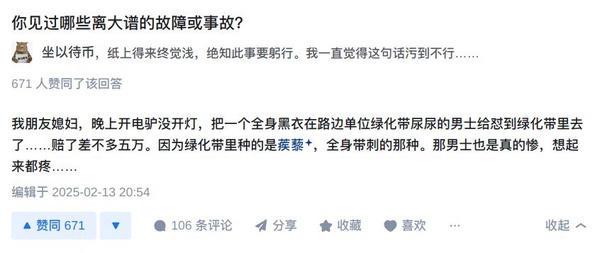 你见过哪些离大谱的故障或事故?
坐以待币，纸上得来终觉浅，绝知此事要躬行。我一直觉得这句话污到不行……
671 人赞同了该回答
我朋友媳妇，晚上开电驴没开灯，把一个全身黑衣在路边单位绿化带尿尿的男士给怼到绿化带里去
了……赔了差不多五万。因为绿化带里种的是蒺藜，全身带刺的那种。那男士也是真的惨，想起
来都疼……
编辑于 2025-02-13 20:54
赞同 671 106 条评论 分享 收藏 喜欢 ··· 收起